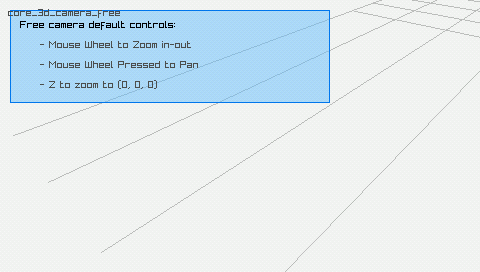 core_3d_camera_free
Free camera default controls:
- Mouse Wheel to Zoom in-out
- Mouse Wheel Pressed to Pan
- Z to zoom to (0, 0, 0)